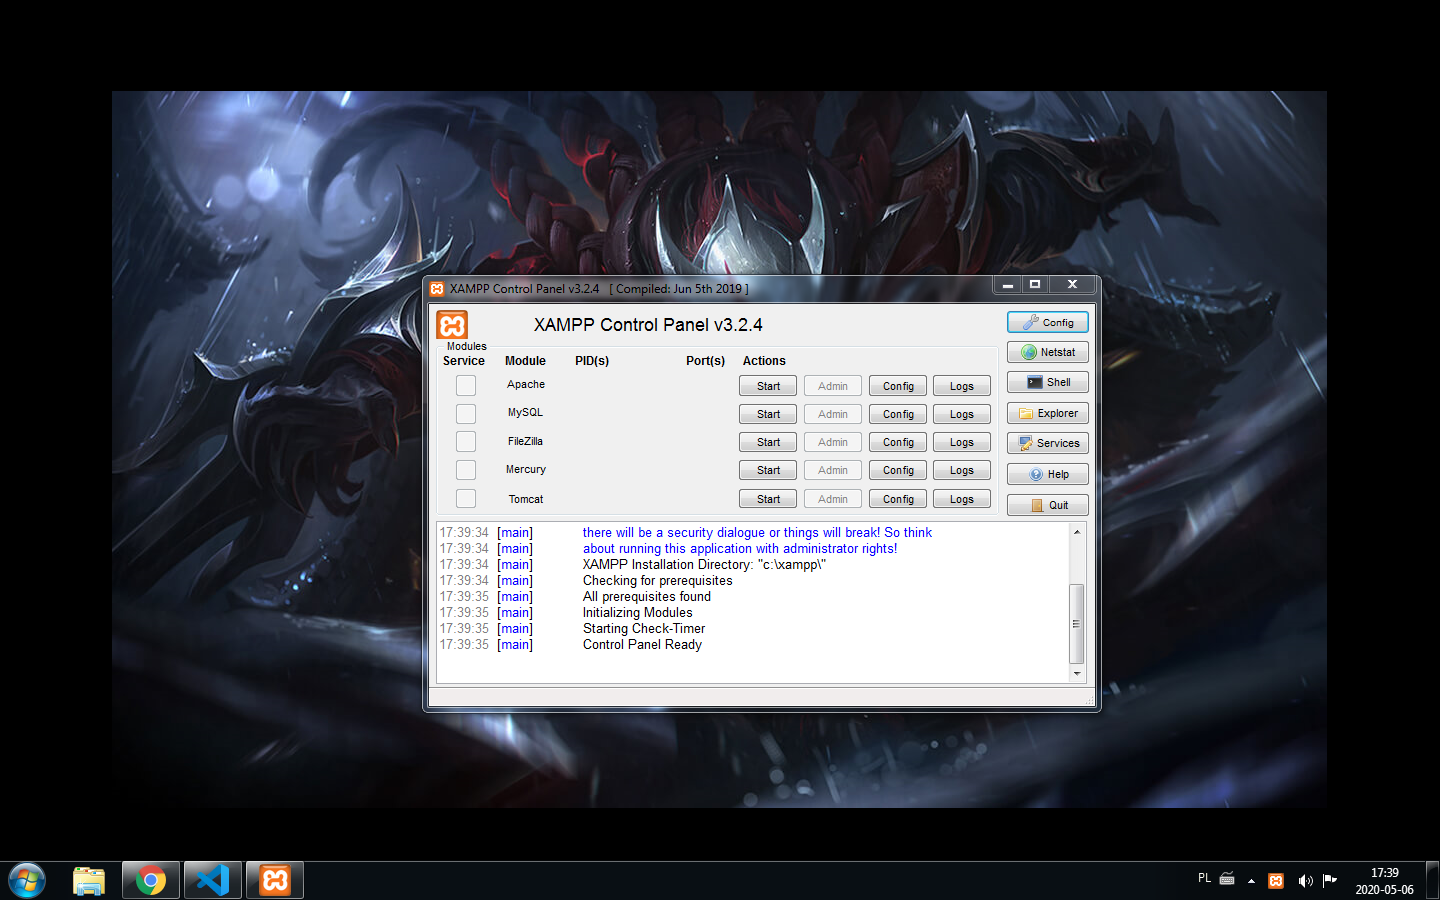 XAMPP Control Panel v3.2.4 [ Compiled: Jun 5th 2019 ]
XAMPP Control Panel v3.2.4
Config
Modules
Service Module PID(s) Port(s) Actions
Netstat
Apache Start Admin Config Logs
Shell
MySQL Start Admin Config Logs
Explorer
FileZilla Start Admin Config Logs
Services
Mercury Start Admin Config Logs
Help
Tomcat Start Admin Config Logs
Quit
17:39:34 [main] there will be a security dialogue or things will break! So think
17:39:34 [main] about running this application with administrator rights!
17:39:34 [main] XAMPP Installation Directory: "c:\xampp\"
17:39:34 [main] Checking for prerequisites
17:39:35 [main] All prerequisites found
17:39:35 [main] Initializing Modules
17:39:35 [main] Starting Check-Timer
17:39:35 [main] Control Panel Ready
PL
17:39
2020-05-06